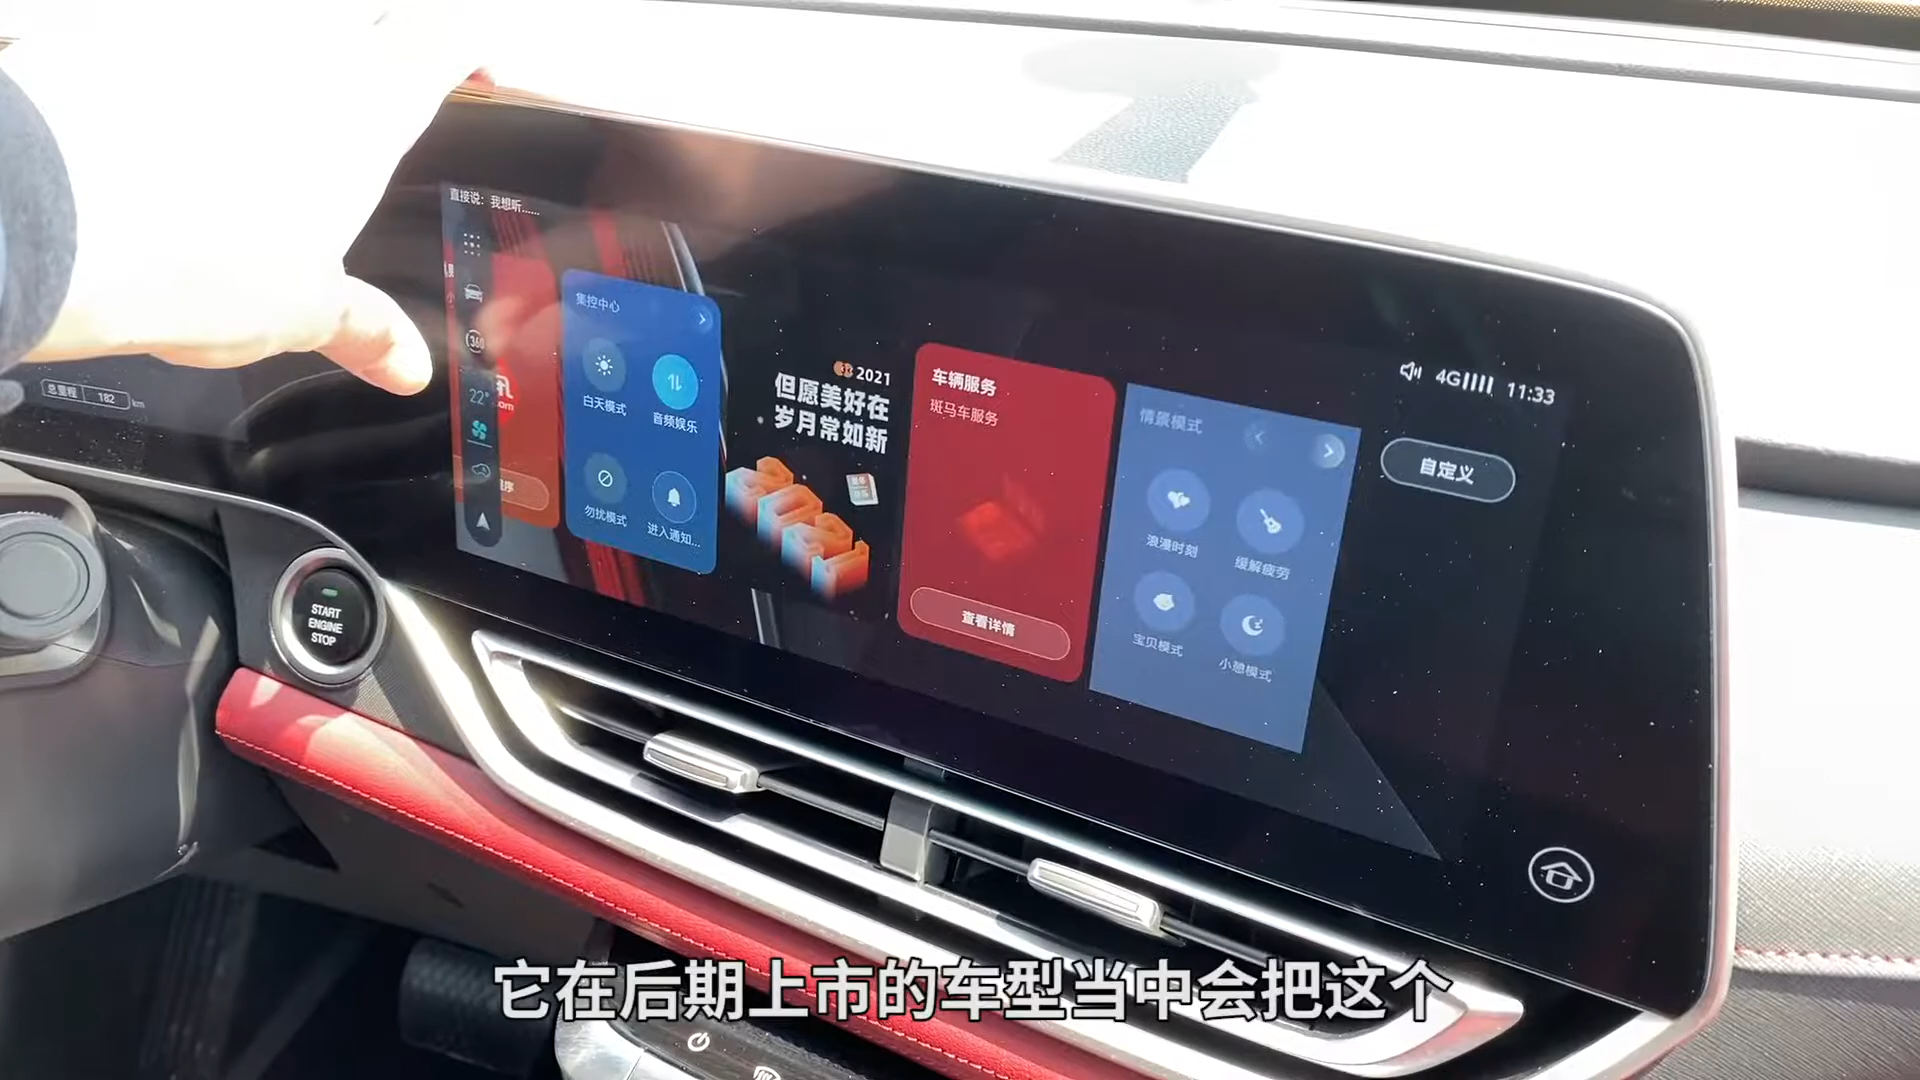 直接说：我想听......
360
22°
.com
集控中心
白天模式
音频娱乐
勿扰模式
进入通知...
2021
但愿美好在
岁月常如新
2021
车辆服务
斑马车服务
查看详情
情景模式
浪漫时刻
缓解疲劳
宝贝模式
小憩模式
4G
11:33
自定义
总里程
182
km
START
ENGINE
STOP
它在后期上市的车型当中会把这个